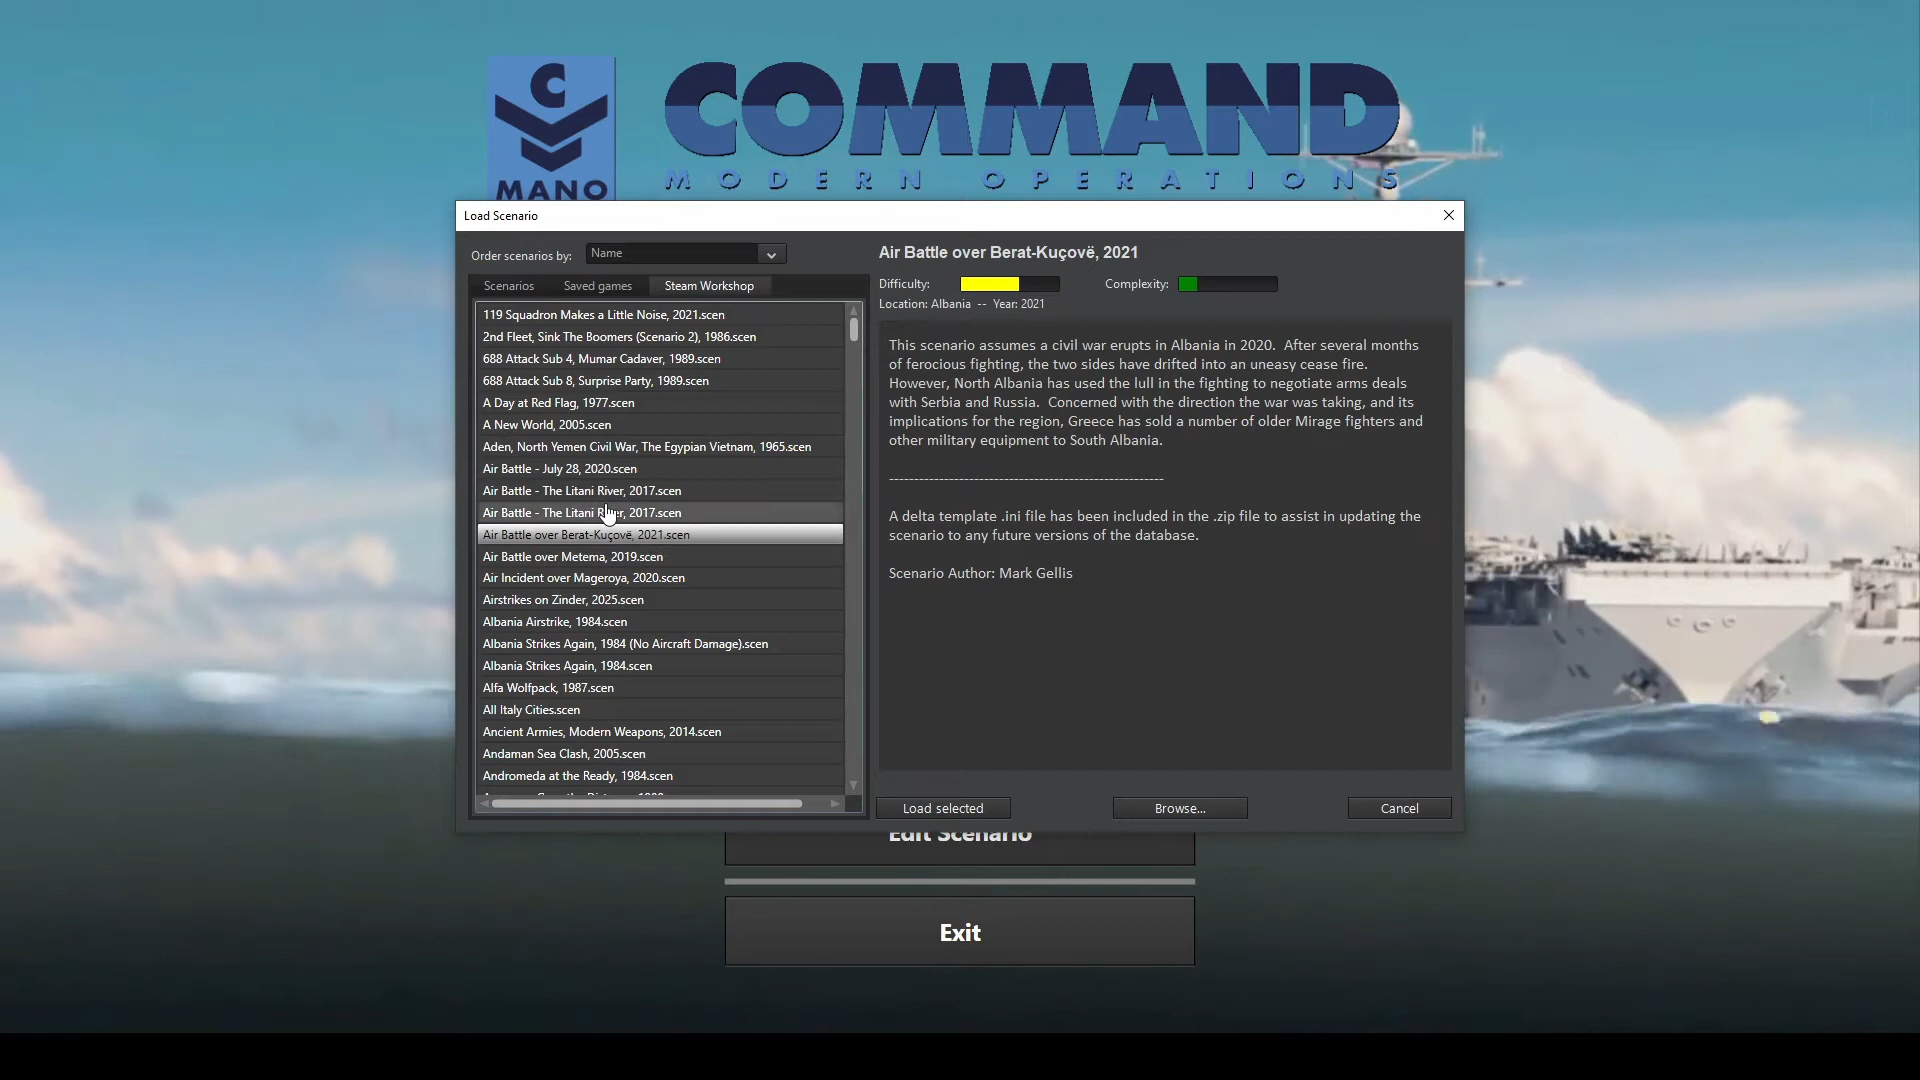 C
MANO
COMMAND
MODERN OPERATIONS
Load Scenario
Order scenarios by:
Name
Scenarios
Saved games
Steam Workshop
119 Squadron Makes a Little Noise, 2021.scen
2nd Fleet, Sink The Boomers (Scenario 2), 1986.scen
688 Attack Sub 4, Mumar Cadaver, 1989.scen
688 Attack Sub 8, Surprise Party, 1989.scen
A Day at Red Flag, 1977.scen
A New World, 2005.scen
Aden, North Yemen Civil War, The Egypian Vietnam, 1965.scen
Air Battle - July 28, 2020.scen
Air Battle - The Litani River, 2017.scen
Air Battle - The Litani River, 2017.scen
Air Battle over Berat-Kuçovë, 2021.scen
Air Battle over Metema, 2019.scen
Air Incident over Mageroya, 2020.scen
Airstrikes on Zinder, 2025.scen
Albania Airstrike, 1984.scen
Albania Strikes Again, 1984 (No Aircraft Damage).scen
Albania Strikes Again, 1984.scen
Alfa Wolfpack, 1987.scen
All Italy Cities.scen
Ancient Armies, Modern Weapons, 2014.scen
Andaman Sea Clash, 2005.scen
Andromeda at the Ready, 1984.scen
Air Battle over Berat-Kuçovë, 2021
Difficulty:
Complexity:
Location: Albania -- Year: 2021
This scenario assumes a civil war erupts in Albania in 2020. After several months
of ferocious fighting, the two sides have drifted into an uneasy cease fire.
However, North Albania has used the lull in the fighting to negotiate arms deals
with Serbia and Russia. Concerned with the direction the war was taking, and its
implications for the region, Greece has sold a number of older Mirage fighters and
other military equipment to South Albania.
-------------------------------------------------------
A delta template .ini file has been included in the .zip file to assist in updating the
scenario to any future versions of the database.
Scenario Author: Mark Gellis
Load selected
Browse...
Cancel
Edit Scenario
Exit